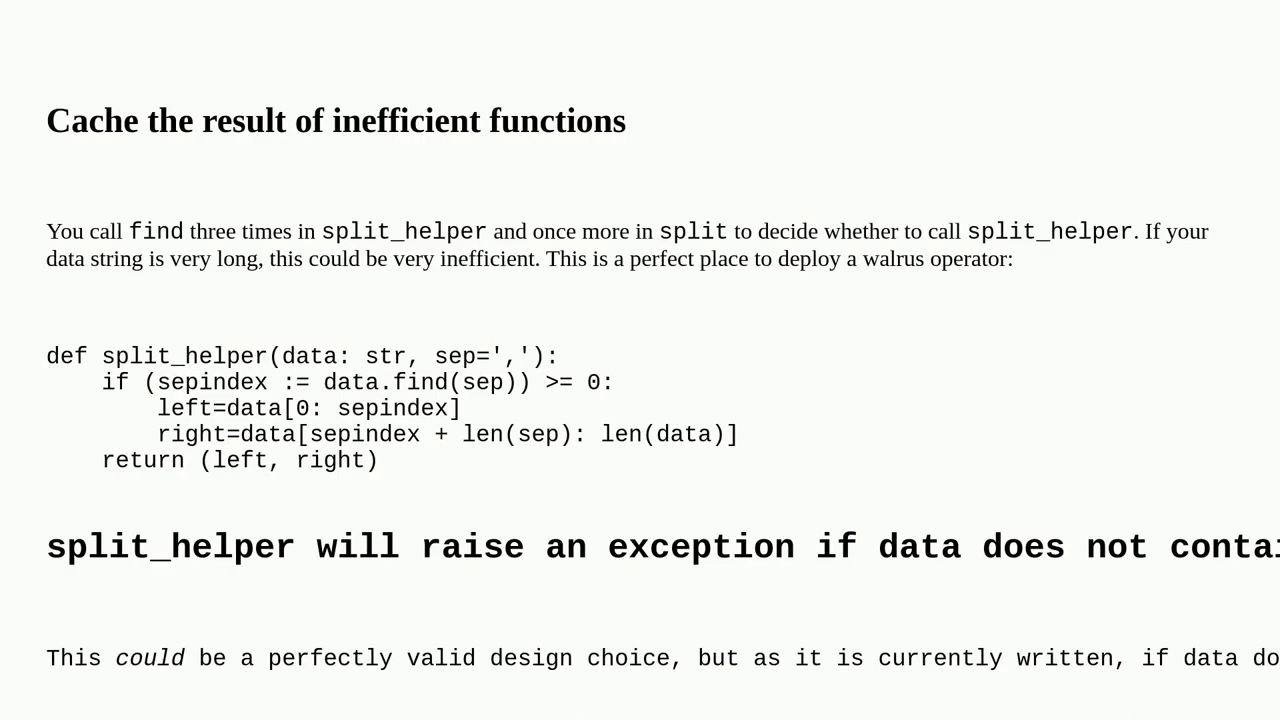 Cache the result of inefficient functions
You call find three times in split_helper and once more in split to decide whether to call split_helper. If your
data string is very long, this could be very inefficient. This is a perfect place to deploy a walrus operator:
def split_helper(data: str, sep=','):
    if (sepindex := data.find(sep)) >= 0:
        left=data[0: sepindex]
        right=data[sepindex + len(sep): len(data)]
    return (left, right)
split_helper will raise an exception if data does not
This could be a perfectly valid design choice, but as it is currently written, if data